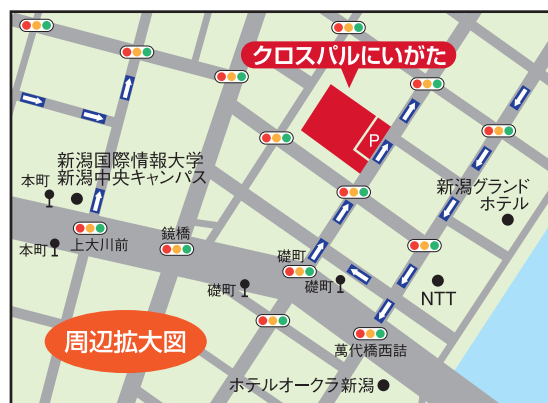 クロスパルにいがた
P
新潟国際情報大学
新潟中央キャンパス
本町
新潟グランド
ホテル
本町
上大川前
鏡橋
礎町
礎町
礎町
NTT
萬代橋西詰
周辺拡大図
ホテルオークラ新潟